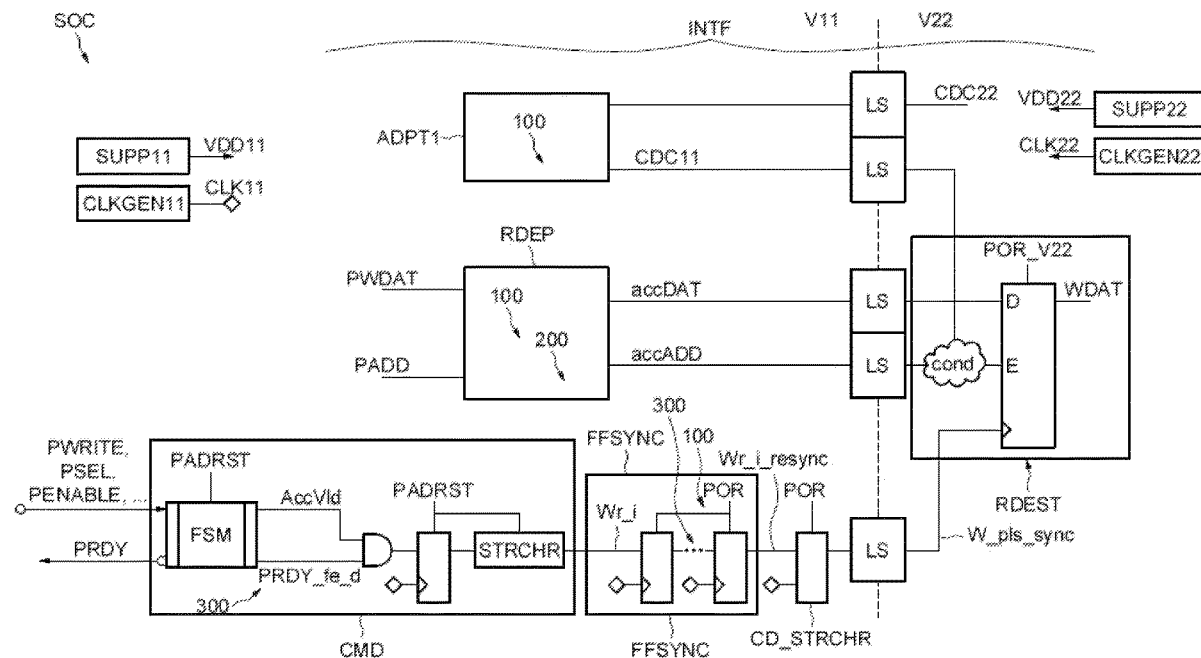 SOC
INTF
V11
V22
ADPT1
100
CDC11
LS
LS
CDC22
VDD22
SUPP22
CLK22
CLKGEN22
SUPP11
VDD11
CLKGEN11
CLK11
RDEP
PWDAT
PADD
100
200
accDAT
accADD
LS
LS
POR_V22
D
WDAT
cond
E
RDEST
PWRITE,
PSEL,
PENABLE, ...
PRDY
PADRST
FSM
AccVld
PRDY_fe_d
300
PADRST
STRCHR
CMD
FFSYNC
300
100
Wr_i
POR
Wr_i_resync
POR
FFSYNC
CD_STRCHR
LS
W_pls_sync